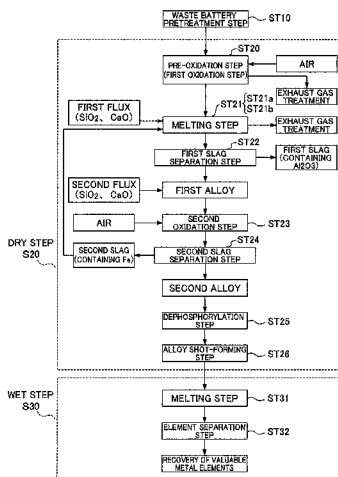 WASTE BATTERY
PRETREATMENT STEP
ST10
ST20
PRE-OXIDATION STEP
(FIRST OXIDATION STEP)
AIR
ST21
ST21a
ST21b
EXHAUST GAS
TREATMENT
FIRST FLUX
(SiO2、CaO)
MELTING STEP
EXHAUST GAS
TREATMENT
ST22
FIRST SLAG
SEPARATION STEP
FIRST SLAG
(CONTAINING
Al2O3)
SECOND FLUX
(SiO2、CaO)
FIRST ALLOY
AIR
SECOND
OXIDATION STEP
ST23
ST24
DRY STEP
S20
SECOND SLAG
(CONTAINING Fe)
SECOND SLAG
SEPARATION STEP
SECOND ALLOY
DEPHOSPHORYLATION
STEP
ST25
ALLOY SHOT-FORMING
STEP
ST26
WET STEP
S30
MELTING STEP
ST31
ELEMENT SEPARATION
STEP
ST32
RECOVERY OF VALUABLE
METAL ELEMENTS